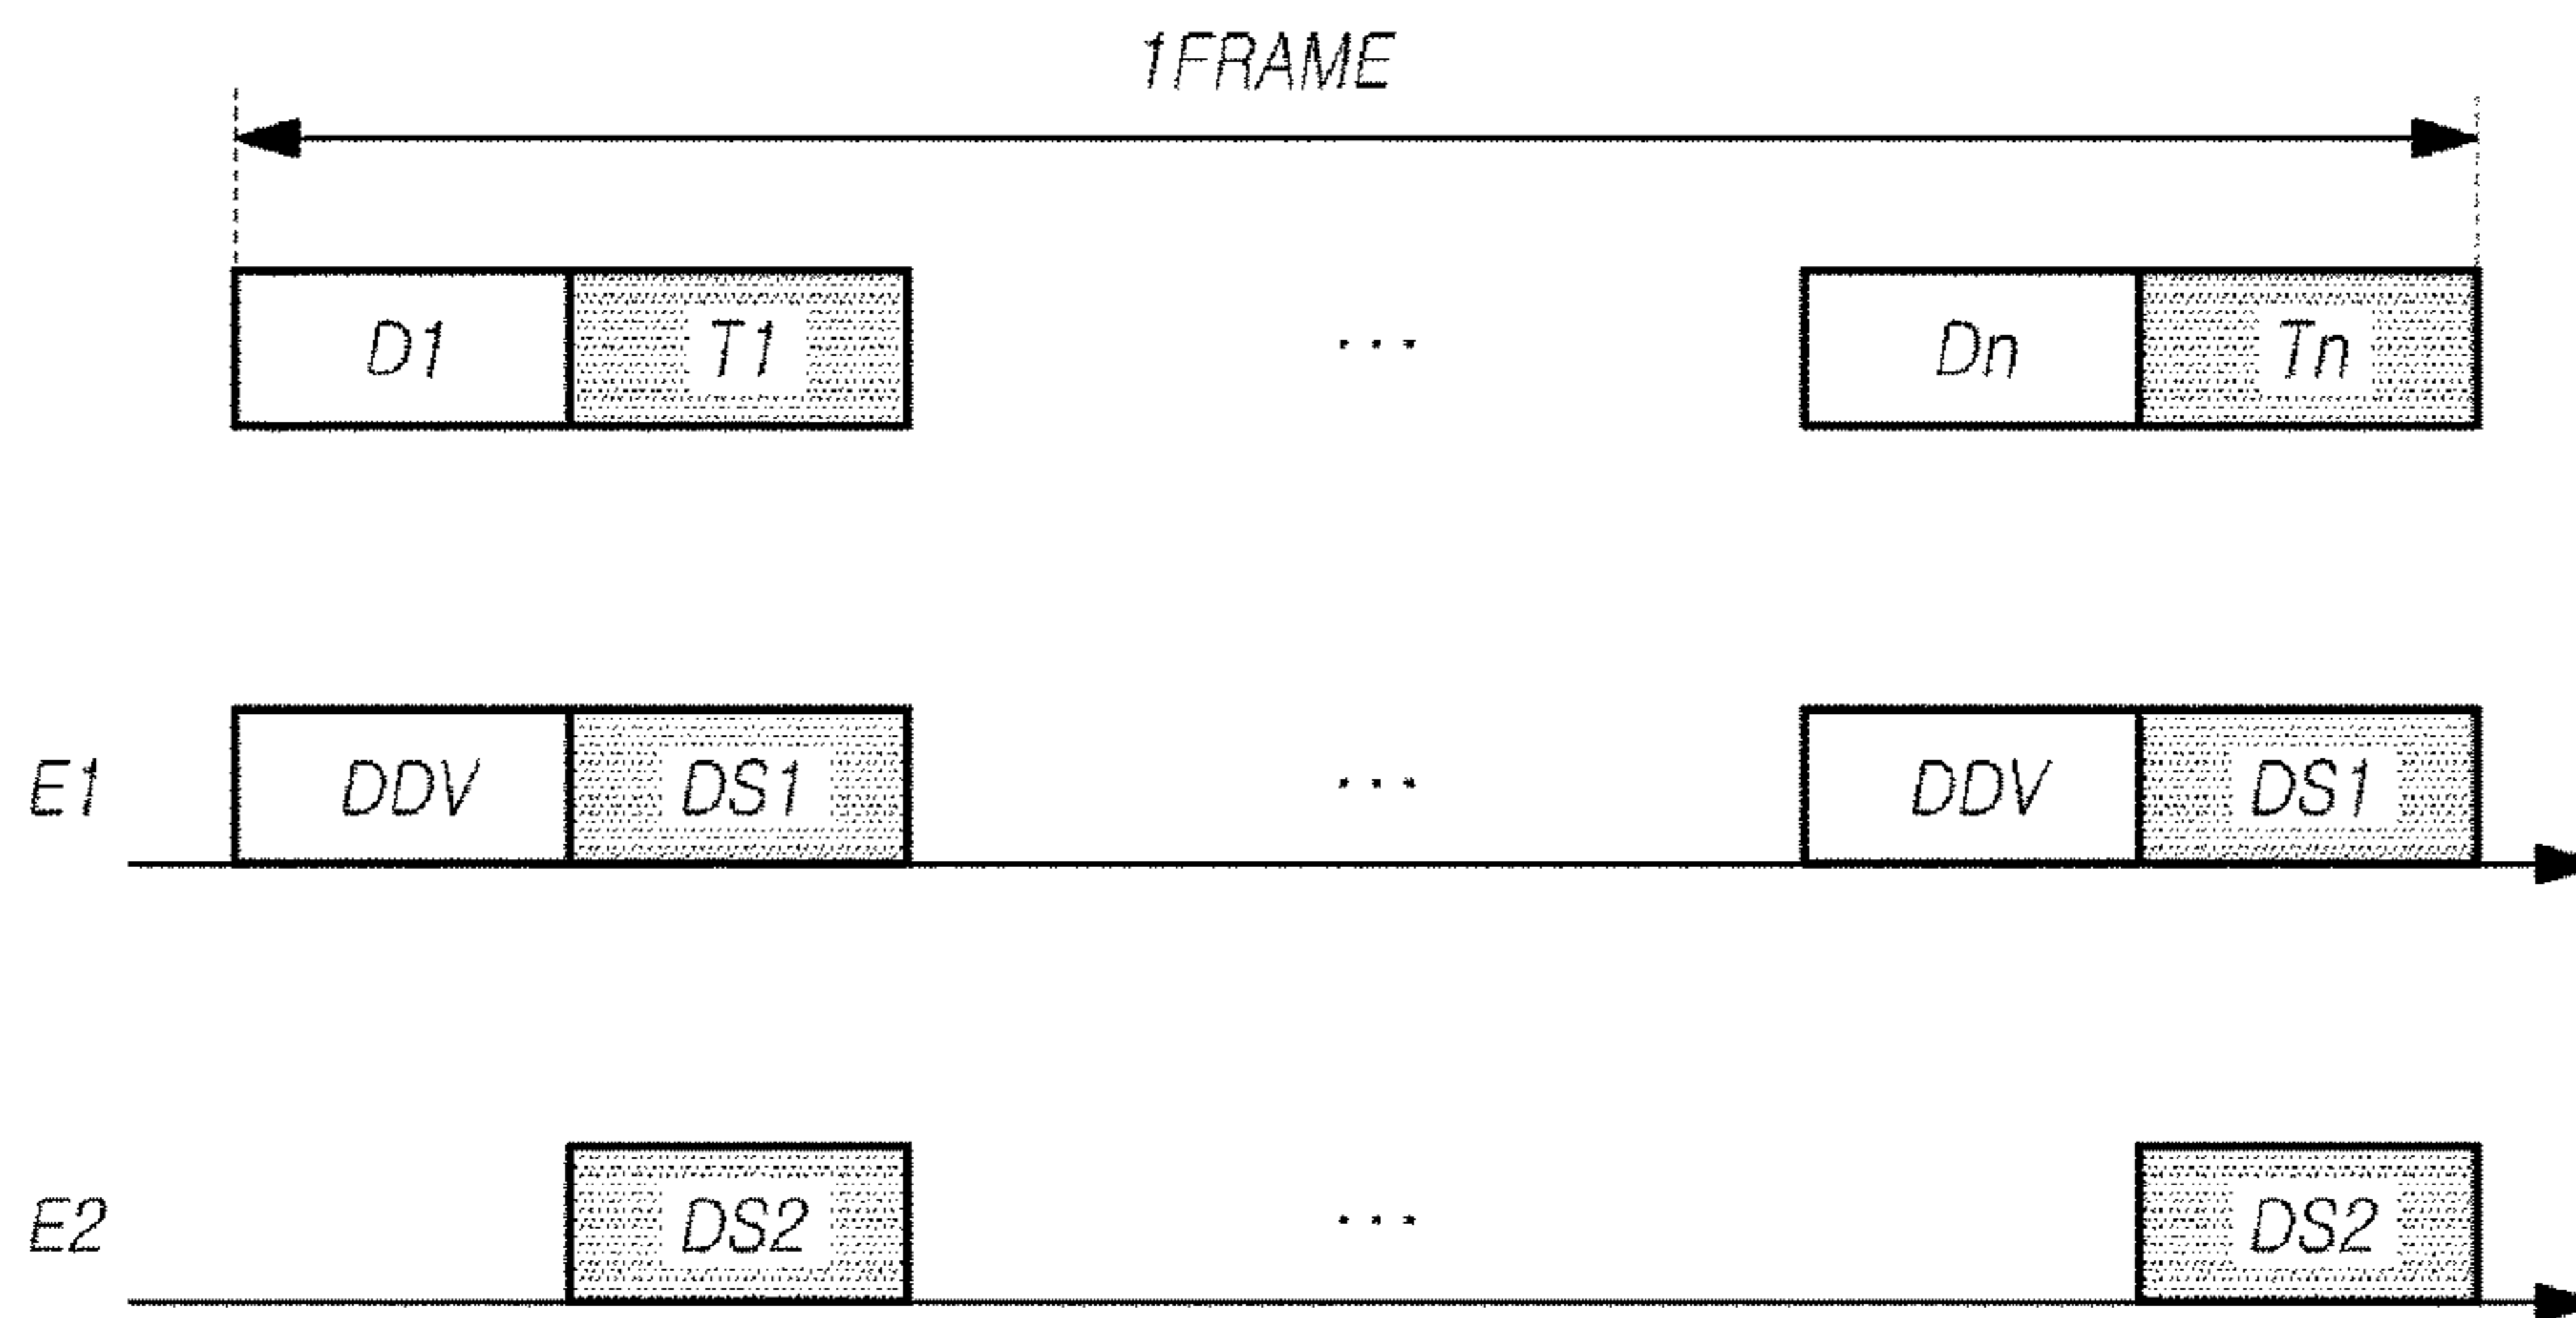 1FRAME
D1 T1 ... Dn Tn
E1 DDV DS1 ... DDV DS1
E2 DS2 ... DS2